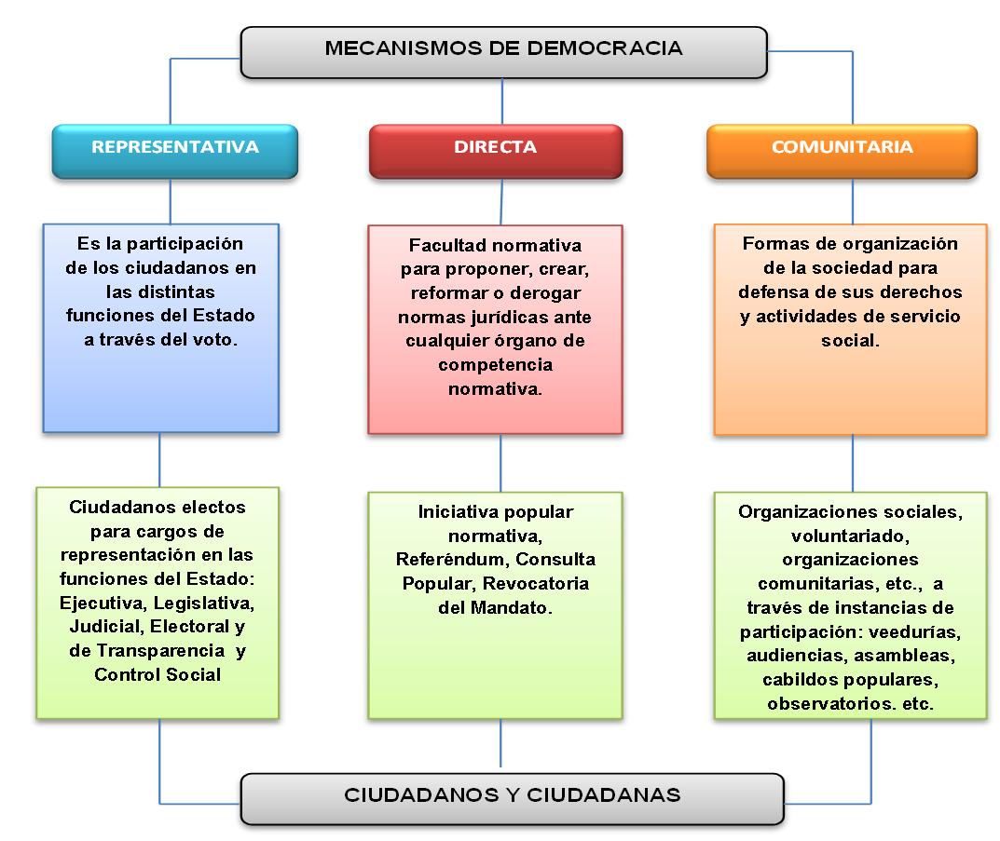 MECANISMOS DE DEMOCRACIA
REPRESENTATIVA
Es la participación
de los ciudadanos en
las distintas
funciones del Estado
a través del voto.
Ciudadanos electos
para cargos de
representación en las
funciones del Estado:
Ejecutiva, Legislativa,
Judicial, Electoral y
de Transparencia y
Control Social
DIRECTA
Facultad normativa
para proponer, crear,
reformar o derogar
normas jurídicas ante
cualquier órgano de
competencia
normativa.
Iniciativa popular
normativa,
Referéndum, Consulta
Popular, Revocatoria
del Mandato.
COMUNITARIA
Formas de organización
de la sociedad para
defensa de sus derechos
y actividades de servicio
social.
Organizaciones sociales,
voluntariado,
organizaciones
comunitarias, etc., a
través de instancias de
participación: veedurías,
audiencias, asambleas,
cabildos populares,
observatorios. etc.
CIUDADANOS Y CIUDADANAS